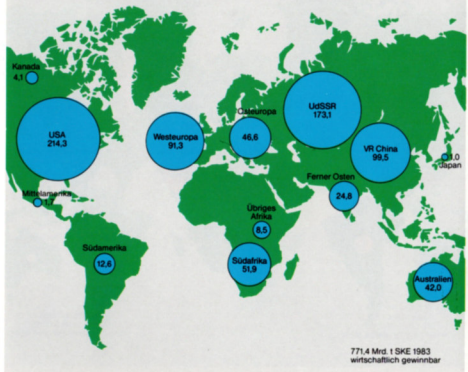 Kanada
4,1
USA
214,3
Westeuropa
91,3
Osteuropa
46,6
UdSSR
173,1
VR China
99,5
1,0
Japan
Mittelamerika
1,7
Ferner Osten
24,8
Übriges
Afrika
8,5
Südamerika
12,6
Südafrika
51,9
Australien
42,0
771,4 Mrd. t SKE 1983
wirtschaftlich gewinnbar